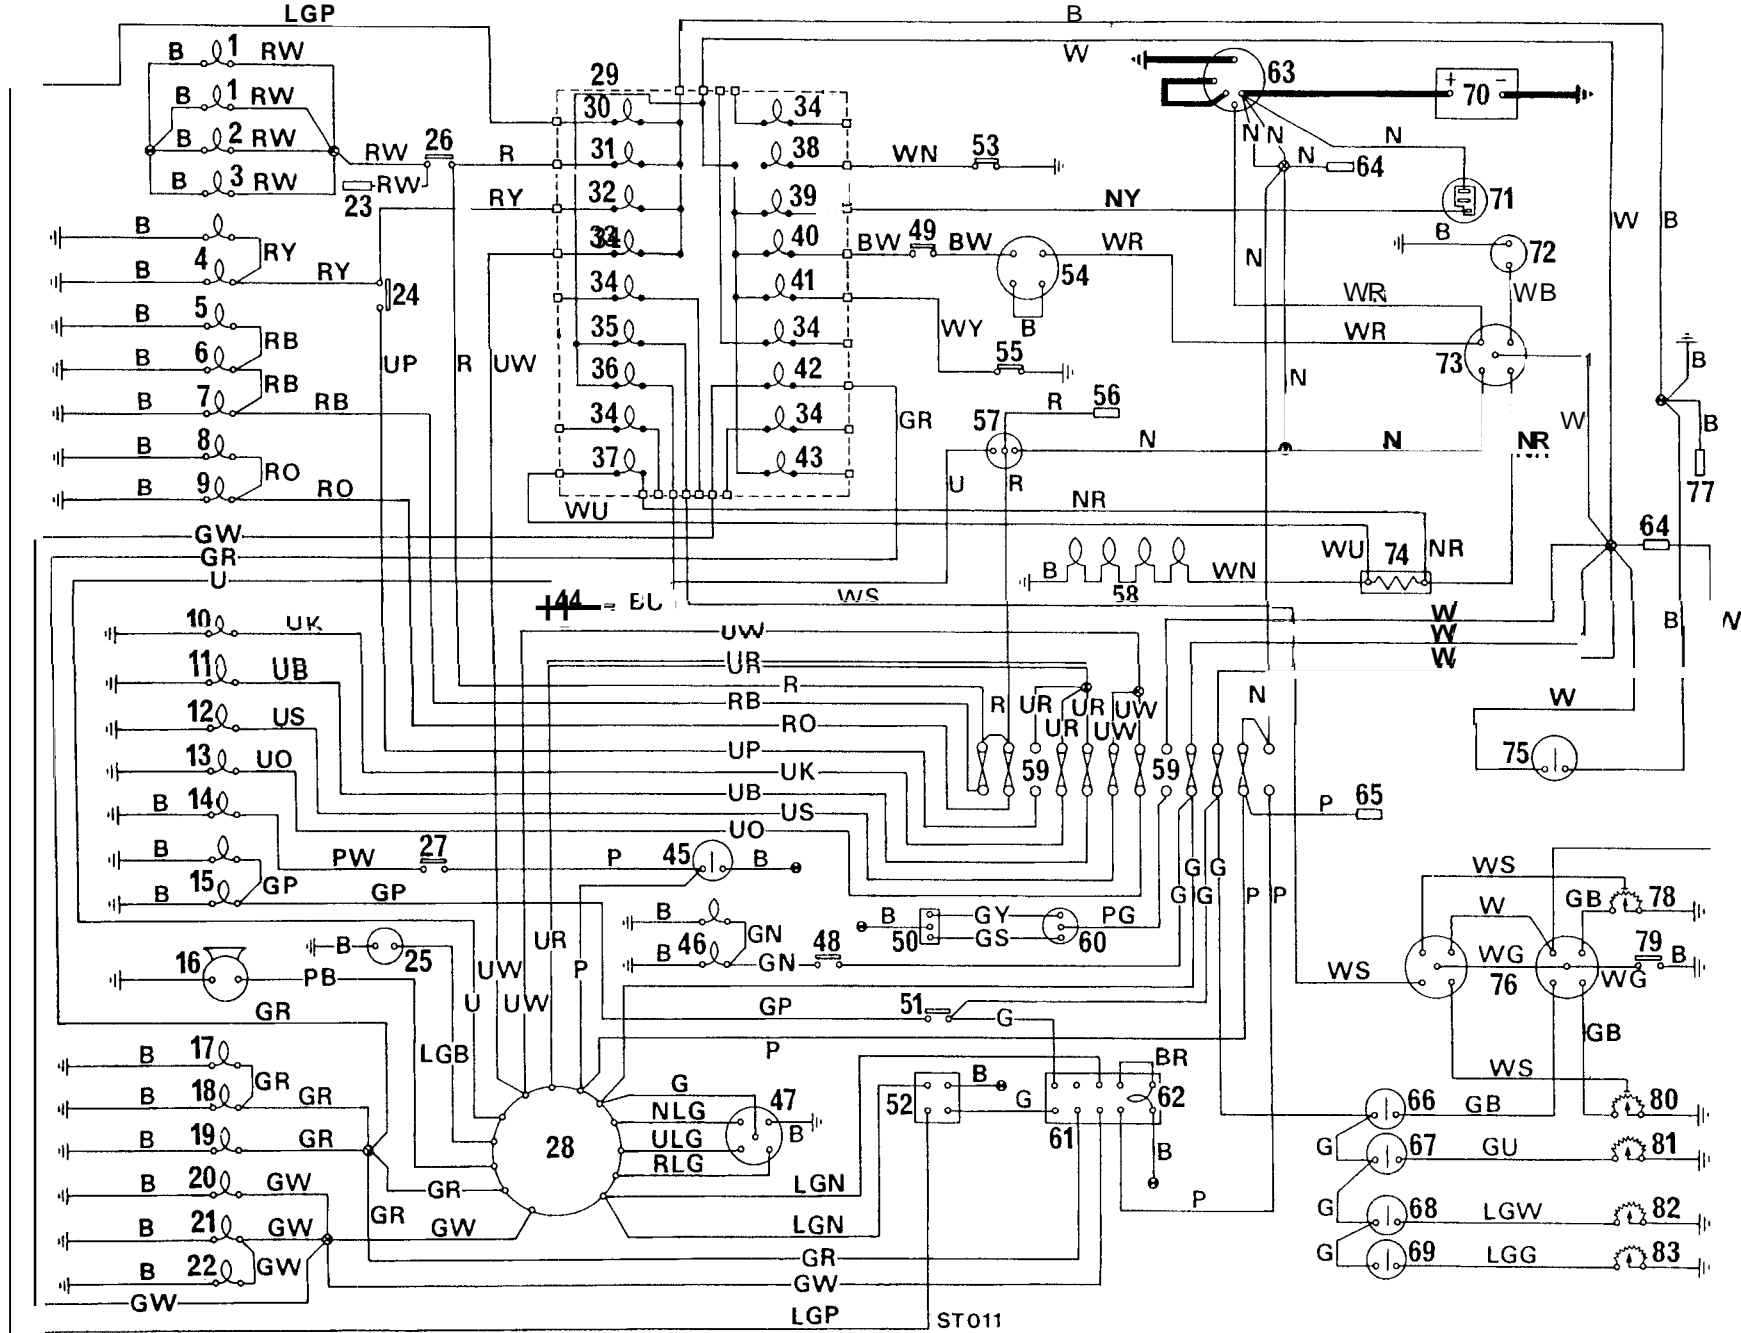 LGP B
B 1 RW W 63 + 70 -
29
B 1 RW 30 34 N N N
B 2 RW 26 RW R 31 38 WN 53 N 64
B 3 RW RW 23 RY 32 39 NY 71
B RY 34 40 BW 49 BW 54 WR B 72 W B
B 4 RY 24 34 41 N WR WB
B 5 RB 35 34 WY B WR 73
B 6 RB UP R UW 36 42 55 N B
B 7 RB 34 34 GR R 56 W
B 8 RO 37 43 57 N N NR B
B 9 RO U R 77
WU NR
GW WU 74 NR 64
GR
U B 58 WN
44 = WS W
10 UK UW W B W
11 UB UR W
R N W
12 US RB R UR UR UW
RO UR UW
13 UO UP 59 59 75
UK
B 14 UB P 65
US
UO
B PW 27 P 45 B G G WS
B 15 GP GP G G P P GB 78
B GN B 50 GY 60 PG W
16 B 25 UR B 46 GN 48 GS WG 79 B
PB UW P WS 76 WG
U UW GP 51 G
GR GB
B 17 LGB P BR WS
GR G B 66 GB 80
B 18 GR NLG 47 52 G 62
B 19 GR 28 ULG B 61 B G 67 GU 81
RLG
B 20 GW GR LGN P
B 21 GW GR GW LGN G 68 LGW 82
B 22 GW GR G 69 LGG 83
GW GW
LGP ST011